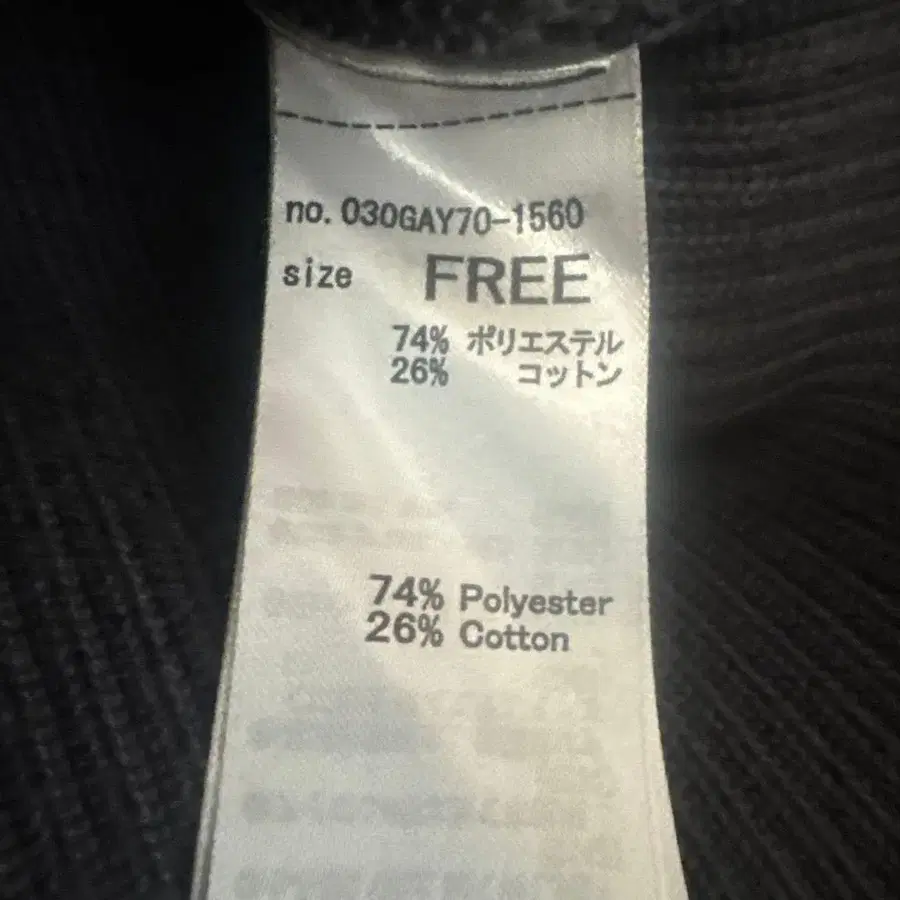 no. 030GAY70-1560
size FREE
74% ポリエステル
26% コットン
74% Polyester
26% Cotton